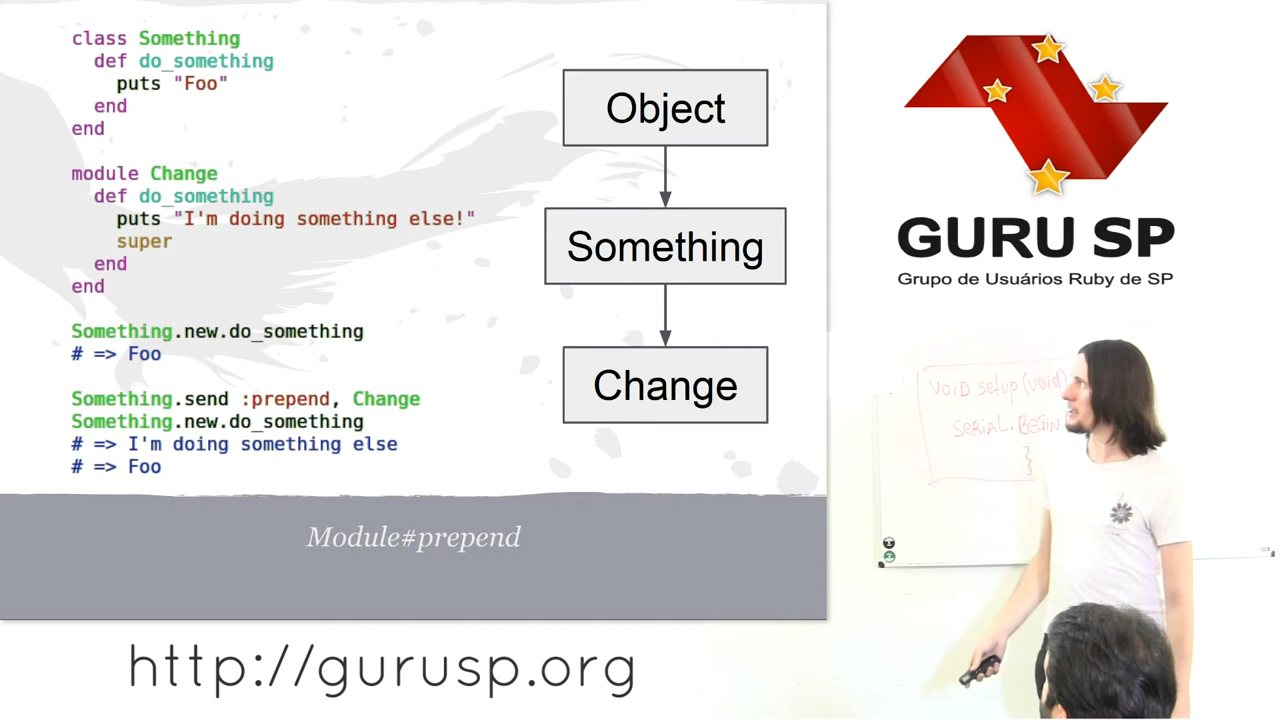 class Something
def do_something
puts "Foo"
end
end
module Change
def do_something
puts "I'm doing something else!"
super
end
end
Something.new.do_something
# => Foo
Something.send :prepend, Change
Something.new.do_something
# => I'm doing something else
# => Foo
Object
Something
Change
Module#prepend
GURU SP
Grupo de Usuários Ruby de SP
VOID SETUP (VOID)
SERIAL.BEGIN
}
http://gurusp.org